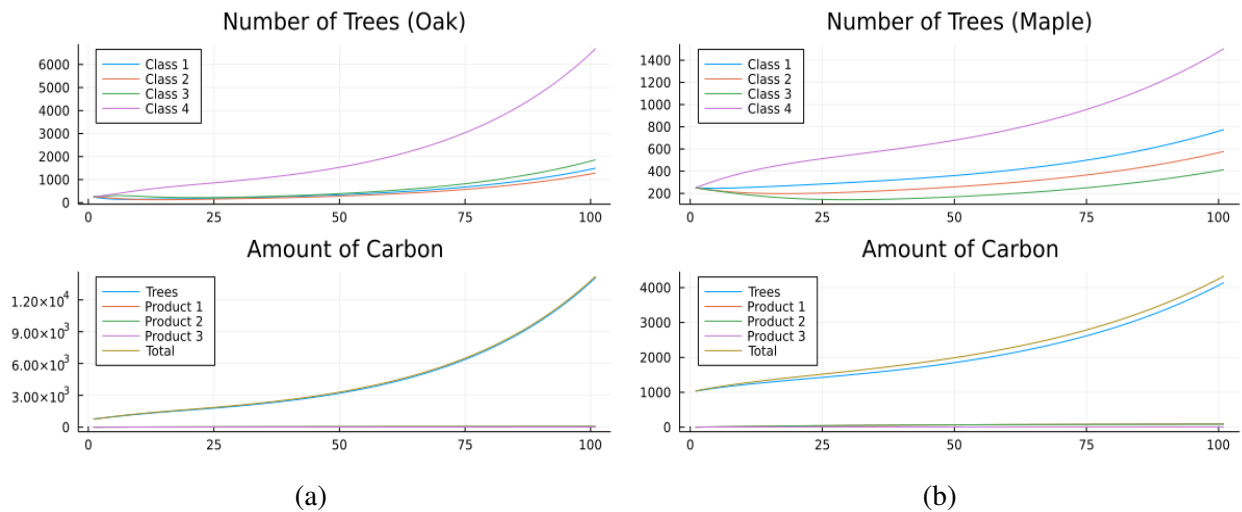 Number of Trees (Oak)
6000
5000
4000
3000
2000
1000
0
Class 1
Class 2
Class 3
Class 4
0 25 50 75 100
Amount of Carbon
1.20×10⁴
9.00×10³
6.00×10³
3.00×10³
0
Trees
Product 1
Product 2
Product 3
Total
0 25 50 75 100
(a)
Number of Trees (Maple)
1400
1200
1000
800
600
400
200
Class 1
Class 2
Class 3
Class 4
0 25 50 75 100
Amount of Carbon
4000
3000
2000
1000
0
Trees
Product 1
Product 2
Product 3
Total
0 25 50 75 100
(b)